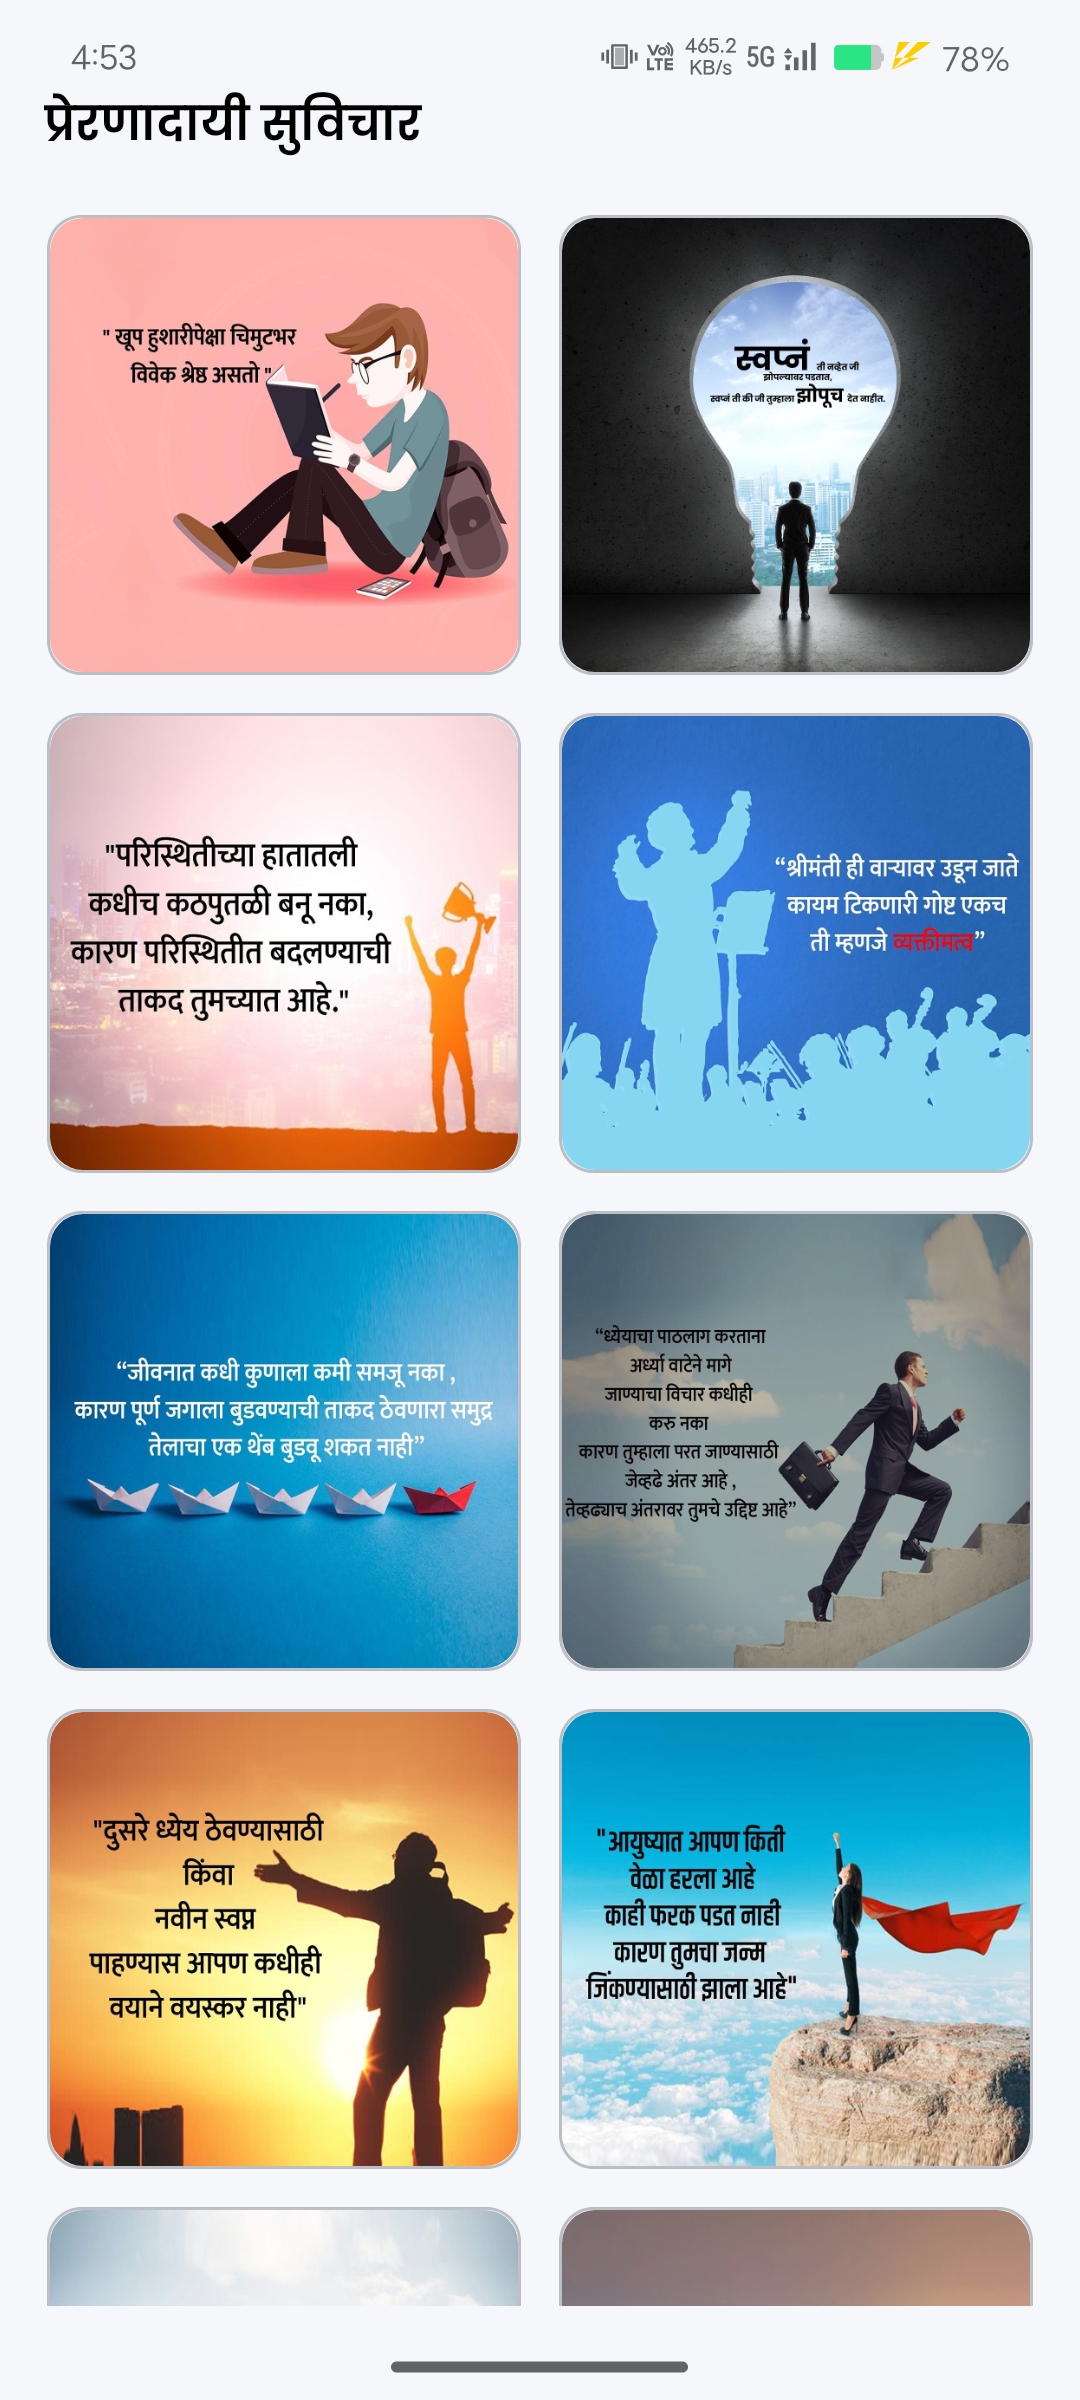 4:53
Vo)) LTE 465.2 KB/s 5G 78%
प्रेरणादायी सुविचार
" खूप हुशारीपेक्षा चिमुटभर
विवेक श्रेष्ठ असतो "
स्वप्नं ती नव्हेत जी
झोपल्यावर पडतात,
स्वप्नं ती की जी तुम्हाला झोपूच देत नाहीत.
"परिस्थितीच्या हातातली
कधीच कठपुतळी बनू नका,
कारण परिस्थितीत बदलण्याची
ताकद तुमच्यात आहे."
“श्रीमंती ही वाऱ्यावर उडून जाते
कायम टिकणारी गोष्ट एकच
ती म्हणजे व्यक्तीमत्व”
“जीवनात कधी कुणाला कमी समजू नका ,
कारण पूर्ण जगाला बुडवण्याची ताकद ठेवणारा समुद्र
तेलाचा एक थेंब बुडवू शकत नाही”
“ध्येयाचा पाठलाग करताना
अर्ध्या वाटेने मागे
जाण्याचा विचार कधीही
करु नका
कारण तुम्हाला परत जाण्यासाठी
जेव्हढे अंतर आहे ,
तेव्हढ्याच अंतरावर तुमचे उद्दिष्ट आहे”
"दुसरे ध्येय ठेवण्यासाठी
किंवा
नवीन स्वप्न
पाहण्यास आपण कधीही
वयाने वयस्कर नाही"
"आयुष्यात आपण किती
वेळा हरला आहे
काही फरक पडत नाही
कारण तुमचा जन्म
जिंकण्यासाठी झाला आहे"